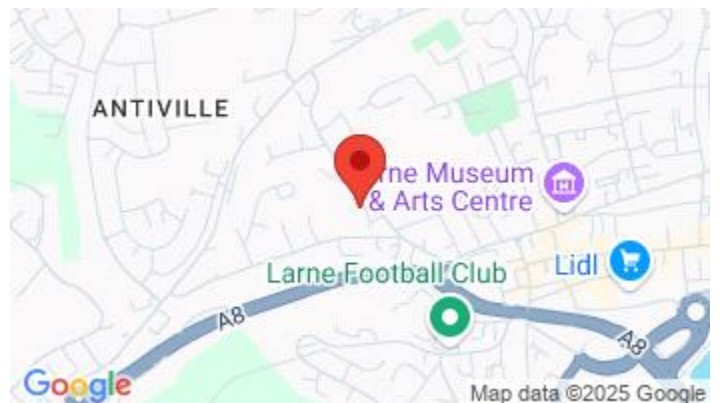 ANTIVILLE
rne Museum
& Arts Centre
Lidl
Larne Football Club
A8
A8
Google
Map data ©2025 Google